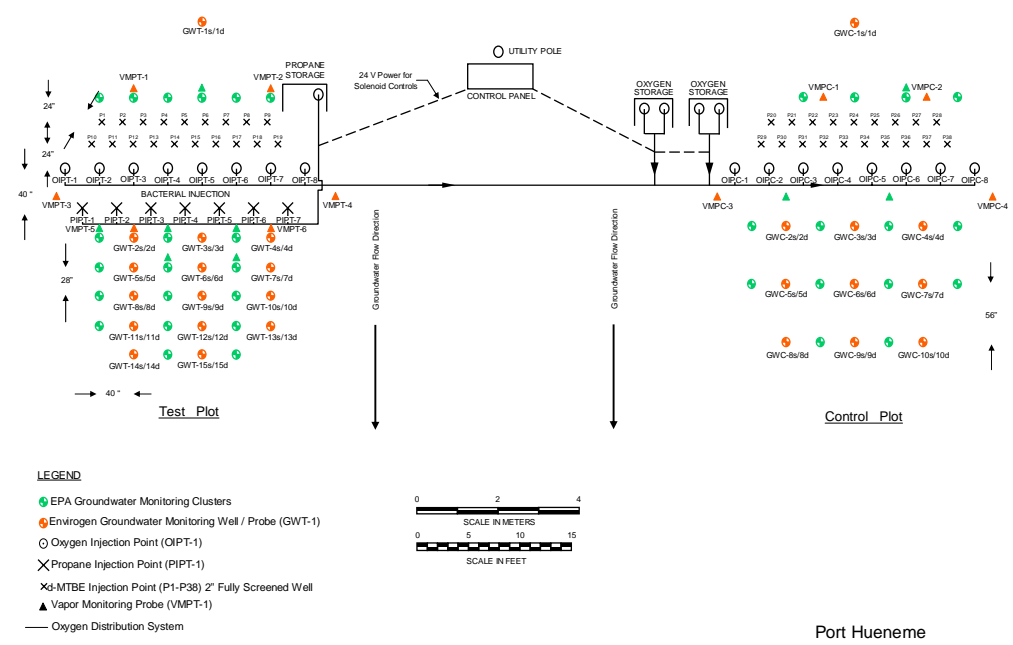 GWT-1s/1d
GWC-1s/1d
UTILITY POLE
CONTROL PANEL
24 V Power for
Solenoid Controls
PROPANE
STORAGE
OXYGEN
STORAGE
OXYGEN
STORAGE
VMPT-1
VMPT-2
VMPC-1
VMPC-2
24"
P1 P2 P3 P4 P5 P6 P7 P8 P9
P20 P21 P22 P23 P24 P25 P26 P27 P28
24"
P10 P11 P12 P13 P14 P15 P16 P17 P18 P19
P29 P30 P31 P32 P33 P34 P35 P36 P37 P38
OIPT-1 OIPT-2 OIPT-3 OIPT-4 OIPT-5 OIPT-6 OIPT-7 OIPT-8
OIPC-1 OIPC-2 OIPC-3 OIPC-4 OIPC-5 OIPC-6 OIPC-7 OIPC-8
40 "
BACTERIAL INJECTION
VMPT-3
VMPT-4
VMPC-3
VMPC-4
PIPT-1 PIPT-2 PIPT-3 PIPT-4 PIPT-5 PIPT-6 PIPT-7
VMPT-5
VMPT-6
GWT-2s/2d GWT-3s/3d GWT-4s/4d
GWC-2s/2d GWC-3s/3d GWC-4s/4d
28"
GWT-5s/5d GWT-6s/6d GWT-7s/7d
GWC-5s/5d GWC-6s/6d GWC-7s/7d
GWT-8s/8d GWT-9s/9d GWT-10s/10d
56"
GWT-11s/11d GWT-12s/12d GWT-13s/13d
GWC-8s/8d GWC-9s/9d GWC-10s/10d
GWT-14s/14d GWT-15s/15d
Groundwater Flow Direction
Groundwater Flow Direction
40 "
Test Plot
Control Plot
LEGEND
EPA Groundwater Monitoring Clusters
Envirogen Groundwater Monitoring Well / Probe (GWT-1)
Oxygen Injection Point (OIPT-1)
Propane Injection Point (PIPT-1)
d-MTBE Injection Point (P1-P38) 2" Fully Screened Well
Vapor Monitoring Probe (VMPT-1)
Oxygen Distribution System
0 2 4
SCALE IN METERS
0 5 10 15
SCALE IN FEET
Port Hueneme